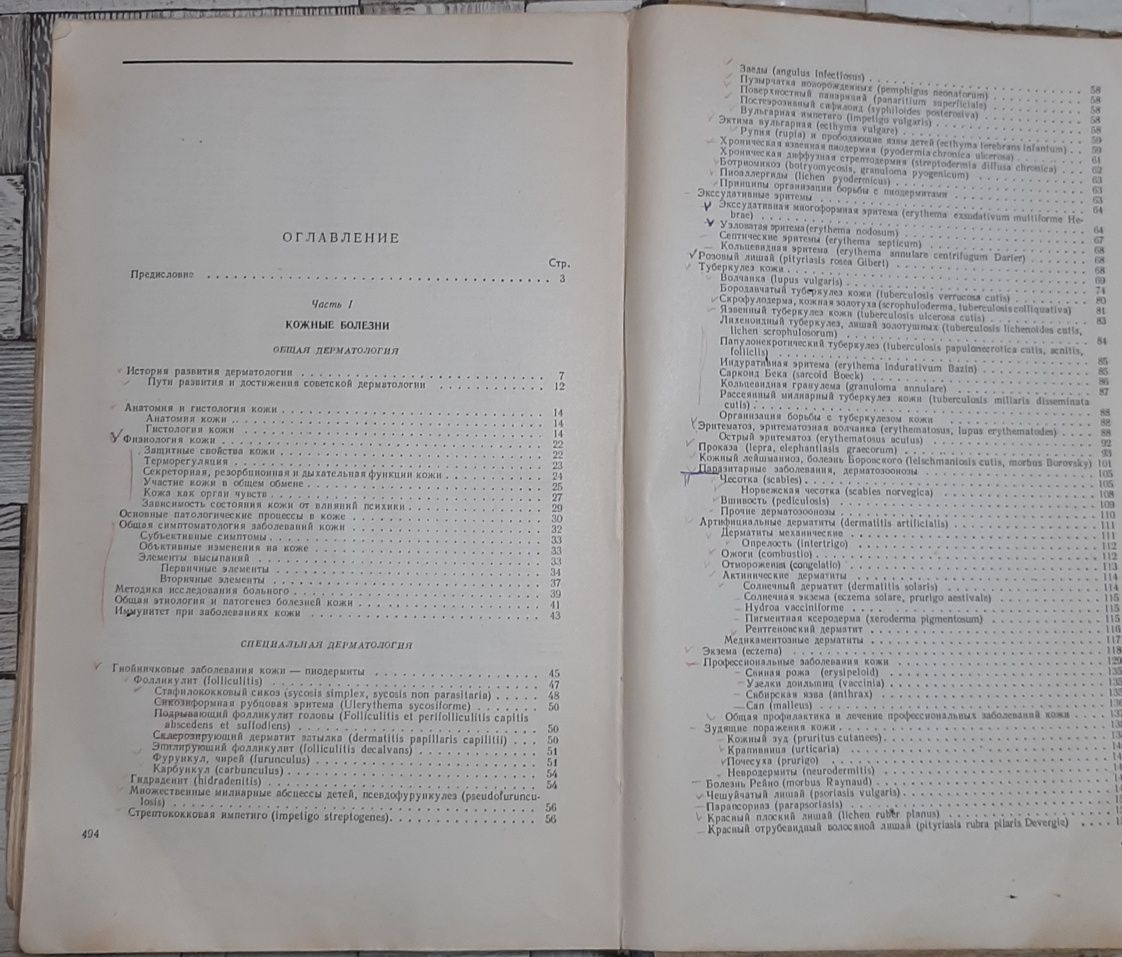 ОГЛАВЛЕНИЕ
Стр.
Предисловие 3
Часть I
КОЖНЫЕ БОЛЕЗНИ
ОБЩАЯ ДЕРМАТОЛОГИЯ
История развития дерматологии 7
Пути развития и достижения советской дерматологии 12
Анатомия и гистология кожи 14
Анатомия кожи 14
Гистология кожи 14
Физиология кожи 22
Защитные свойства кожи 22
Терморегуляция 23
Секреторная, резорбционная и дыхательная функции кожи 24
Участие кожи в общем обмене 25
Кожа как орган чувств 27
Зависимость состояния кожи от влияний психики 29
Основные патологические процессы в коже 30
Общая симптоматология заболеваний кожи 32
Субъективные симптомы 33
Объективные изменения на коже 33
Элементы высыпаний 33
Первичные элементы 34
Вторичные элементы 37
Методика исследования больного 39
Общая этиология и патогенез болезней кожи 41
Иммунитет при заболеваниях кожи 43
СПЕЦИАЛЬНАЯ ДЕРМАТОЛОГИЯ
Гнойничковые заболевания кожи — пиодермиты 45
Фолликулит (folliculitis) 47
Стафилококковый сикоз (sycosis simplex, sycosis non parasitaria) 48
Сикозиформная рубцовая эритема (Ulerythema sycosiforme) 50
Подрывающий фолликулит головы (Folliculitis et perifolliculitis capitis
abscedens et suffodiens) 50
Склерозирующий дерматит затылка (dermatitis papillaris capillitii) 50
Эпилирующий фолликулит (folliculitis decalvans) 51
Фурункул, чирей (furunculus) 51
Карбункул (carbunculus) 54
Гидраденит (hidradenitis) 54
Множественные милиарные абсцессы детей, псевдофурункулез (pseudofuruncu-
losis) 56
Стрептококковая импетиго (impetigo streptogenes) 56
494
Заеды (angulus infectiosus) 58
Пузырчатка новорожденных (pemphigus neonatorum) 58
Поверхностный панариций (panaritium superficiale) 58
Постерозивный сифилоид (syphiloides posterosiva) 58
Вульгарная импетиго (impetigo vulgaris) 58
Эктима вульгарная (ecthyma vulgare) 59
Рупия (rupia) и прободающие язвы детей (ecthyma terebrans infantum) 59
Хроническая язвенная пиодермия (pyodermia chronica ulcerosa) 61
Хроническая диффузная стрептодермия (streptodermia diffusa chronica) 62
Ботриомикоз (botryomycosis, granuloma pyogenicum) 63
Пиоаллергиды (lichen pyodermicus) 63
Принципы организации борьбы с пиодермитами 63
Экссудативные эритемы 64
Экссудативная многоформная эритема (erythema exsudativum multiforme He-
brae) 64
Узловатая эритема (erythema nodosum) 67
Септические эритемы (erythema septicum) 68
Кольцевидная эритема (erythema annulare centrifugum Darier) 68
Розовый лишай (pityriasis rosea Gibert) 68
Туберкулез кожи 69
Волчанка (lupus vulgaris) 74
Бородавчатый туберкулез кожи (tuberculosis verrucosa cutis) 80
Скрофулодерма, кожная золотуха (scrophuloderma, tuberculosis colliquativa) 81
Язвенный туберкулез кожи (tuberculosis ulcerosa cutis) 83
Лихеноидный туберкулез, лишай золотушных (tuberculosis lichenoides cutis,
lichen scrophulosorum) 84
Папулонекротический туберкулез (tuberculosis papulonecrotica cutis, acnitis,
folliclis) 85
Индуративная эритема (erythema indurativum Bazin) 85
Саркоид Бека (sarcoid Boeck) 86
Кольцевидная гранулема (granuloma annulare) 87
Рассеянный милиарный туберкулез кожи (tuberculosis miliaris disseminata
cutis) 88
Организация борьбы с туберкулезом кожи 88
Эритематоз, эритематозная волчанка (erythematosus, lupus erythematodes) 88
Острый эритематоз (erythematosus acutus) 92
Проказа (lepra, elephantiasis graecorum) 93
Кожный лейшманиоз, болезнь Боровского (leischmaniosis cutis, morbus Borovsky) 101
Паразитарные заболевания, дерматозоонозы 105
Чесотка (scabies) 105
Норвежская чесотка (scabies norvegica) 108
Вшивость (pediculosis) 109
Прочие дерматозоонозы 110
Артифициальные дерматиты (dermatitis artificialis) 111
Дерматиты механические 111
Опрелость (intertrigo) 112
Ожоги (combustio) 112
Отморожения (congelatio) 113
Актинические дерматиты 114
Солнечный дерматит (dermatitis solaris) 114
Солнечная экзема (eczema solare, prurigo aestivale) 115
Hydroa vacciniforme 115
Пигментная ксеродерма (xeroderma pigmentosum) 115
Рентгеновский дерматит 116
Медикаментозные дерматиты 117
Экзема (eczema) 118
Профессиональные заболевания кожи 129
Свиная рожа (erysipeloid) 135
Узелки доильщиц (vaccinia)
Сибирская язва (anthrax)
Сап (malleus) 136
Общая профилактика и лечение профессиональных заболеваний кожи
Зудящие поражения кожи
Кожный зуд (pruritus cutanees)
Крапивница (urticaria)
Почесуха (prurigo)
Невродермиты (neurodermitis)
Болезнь Рейно (morbus Raynaud)
Чешуйчатый лишай (psoriasis vulgaris)
Парапсориаз (parapsoriasis)
Красный плоский лишай (lichen ruber planus)
Красный отрубевидный волосяной лишай (pityriasis rubra pilaris Devergie)